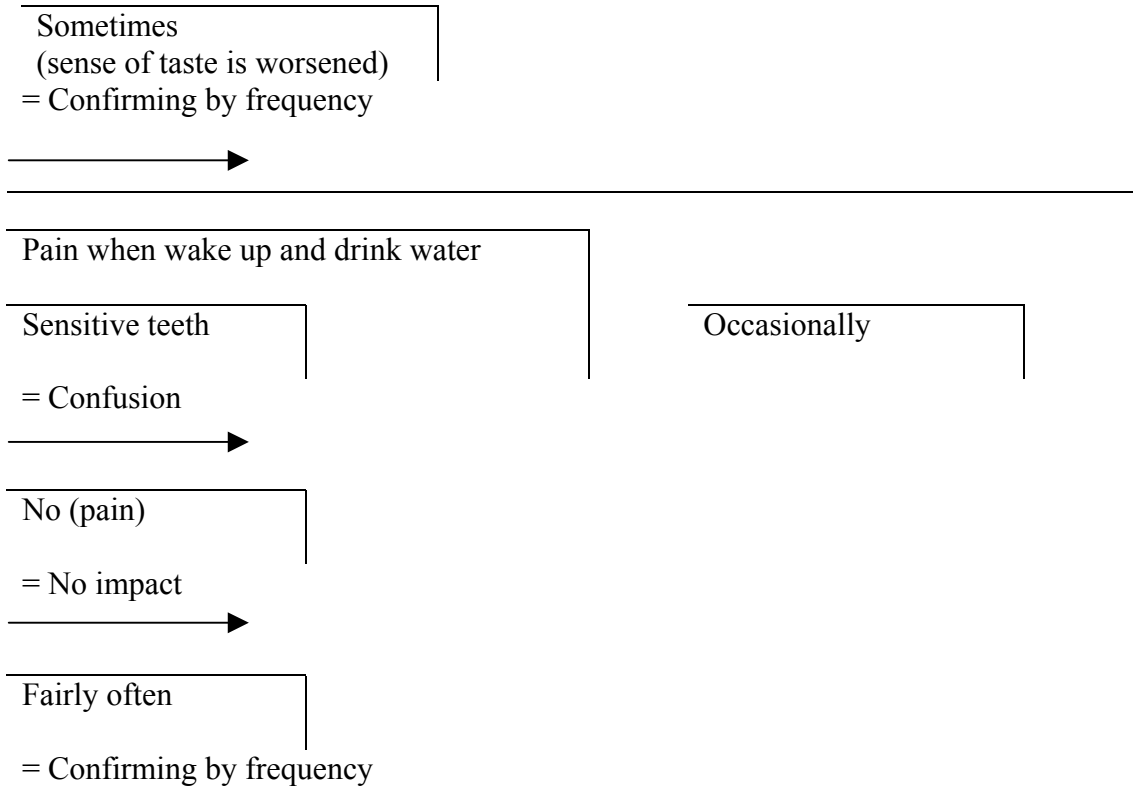 Sometimes
(sense of taste is worsened)
= Confirming by frequency
Pain when wake up and drink water
Sensitive teeth
Occasionally
= Confusion
No (pain)
= No impact
Fairly often
= Confirming by frequency